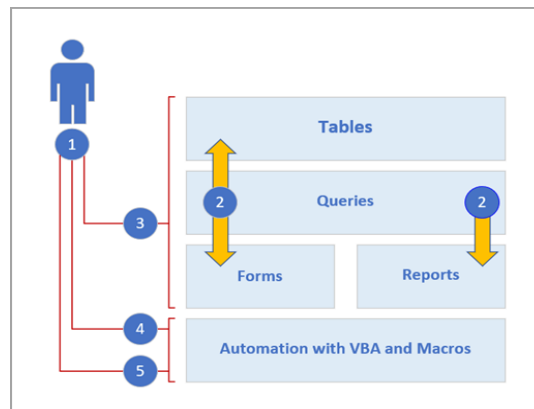 1
Tables
2
Queries
2
3
Forms
Reports
4
Automation with VBA and Macros
5